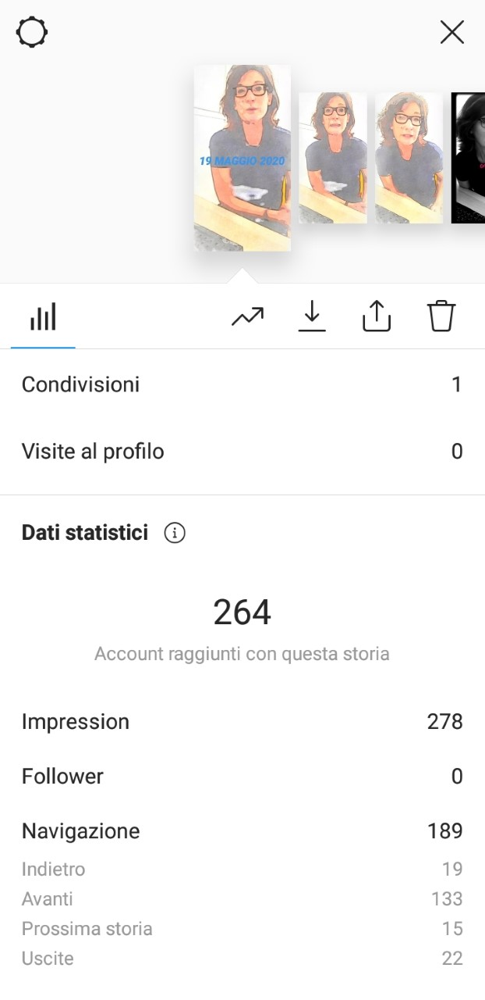 19 MAGGIO 2020
Condivisioni 1
Visite al profilo 0
Dati statistici
264
Account raggiunti con questa storia
Impression 278
Follower 0
Navigazione 189
Indietro 19
Avanti 133
Prossima storia 15
Uscite 22